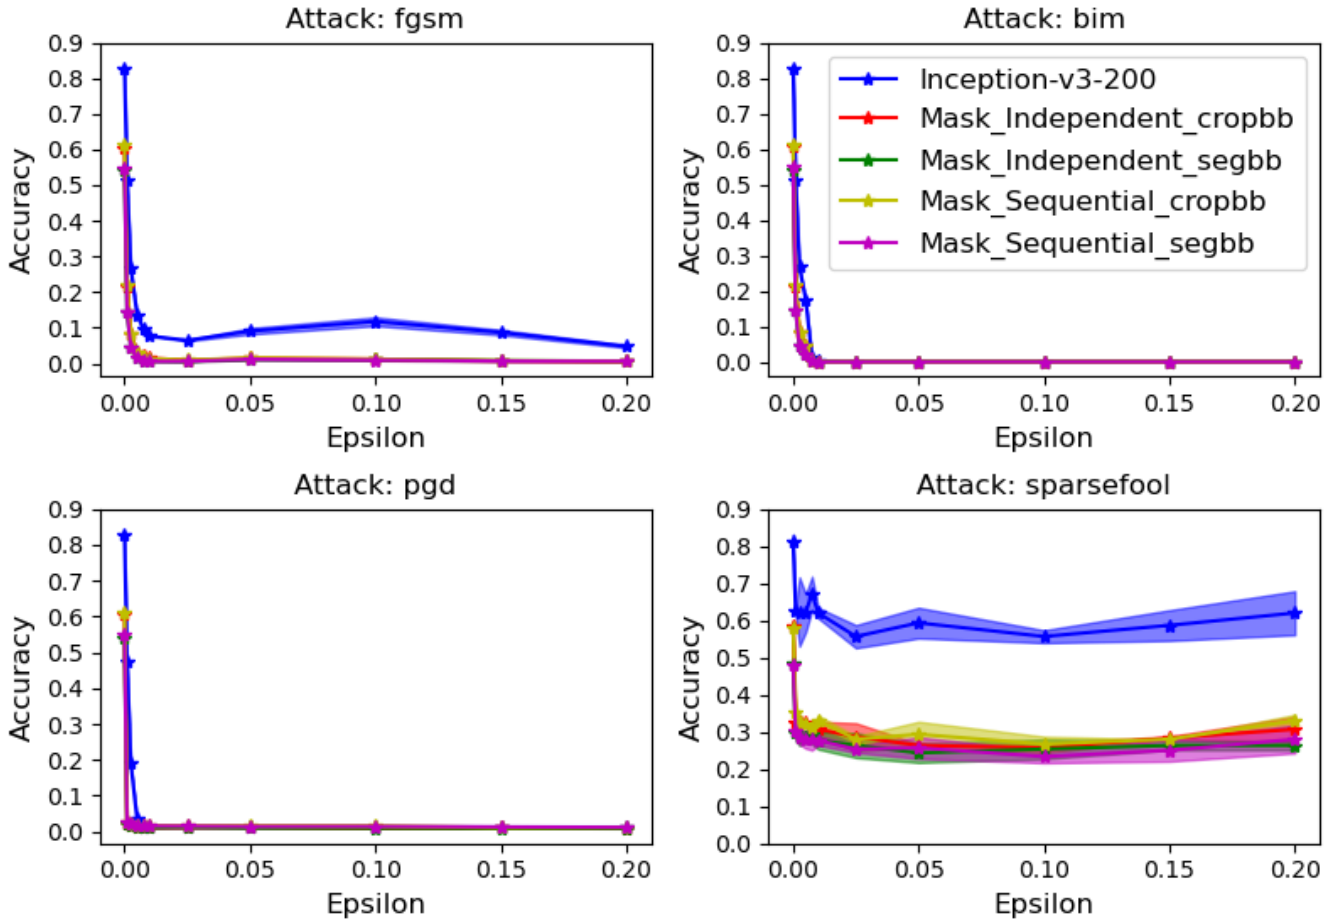 Attack: fgsm
0.9
0.8
0.7
0.6
0.5
0.4
0.3
0.2
0.1
0.0
Accuracy
0.00 0.05 0.10 0.15 0.20
Epsilon
Attack: bim
0.9
0.8
0.7
0.6
0.5
0.4
0.3
0.2
0.1
0.0
Accuracy
Inception-v3-200
Mask_Independent_cropbb
Mask_Independent_segbb
Mask_Sequential_cropbb
Mask_Sequential_segbb
0.00 0.05 0.10 0.15 0.20
Epsilon
Attack: pgd
0.9
0.8
0.7
0.6
0.5
0.4
0.3
0.2
0.1
0.0
Accuracy
0.00 0.05 0.10 0.15 0.20
Epsilon
Attack: sparsefool
0.9
0.8
0.7
0.6
0.5
0.4
0.3
0.2
0.1
0.0
Accuracy
0.00 0.05 0.10 0.15 0.20
Epsilon